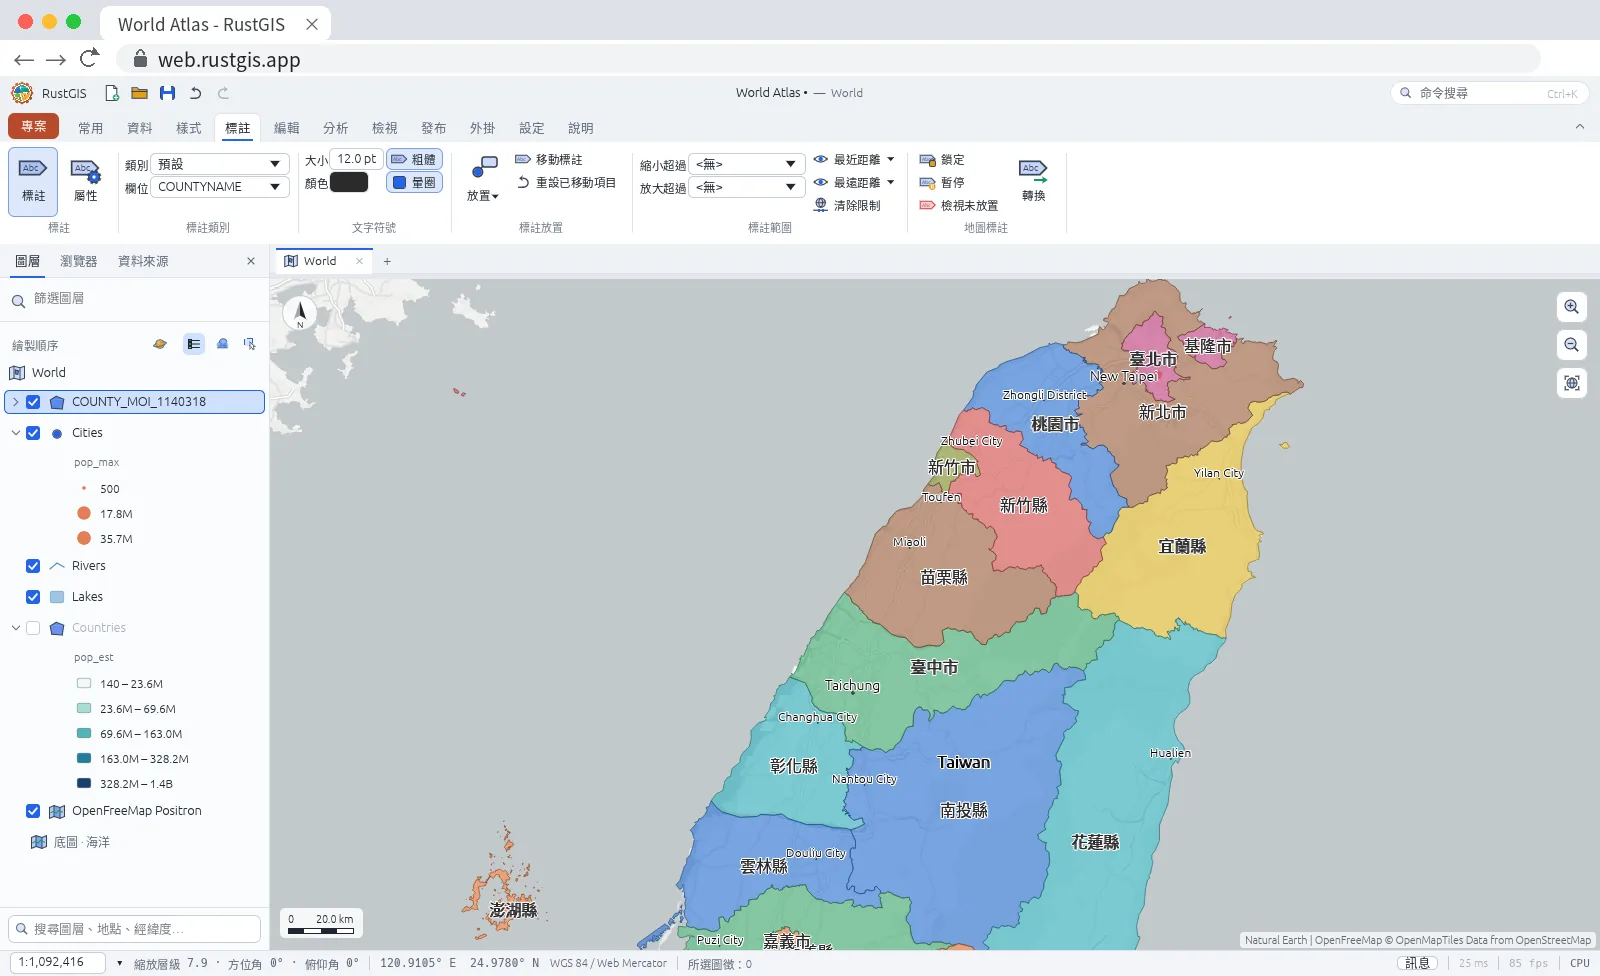 World Atlas - RustGIS
web.rustgis.app
RustGIS
World Atlas • — World
命令搜尋 Ctrl+K
專案 常用 資料 樣式 標註 編輯 分析 檢視 發布 外掛 設定 說明
標註
屬性
標註
類別 預設
欄位 COUNTYNAME
標註類別
大小 12.0 pt 粗體
顏色 暈圈
文字符號
放置
移動標註
重設已移動項目
標註放置
縮小超過 <無>
放大超過 <無>
最近距離
最遠距離
清除限制
標註範圍
鎖定
暫停
檢視未放置
轉換
地圖標註
圖層 瀏覽器 資料來源
篩選圖層
繪製順序
World
COUNTY_MOI_1140318
Cities
pop_max
500
17.8M
35.7M
Rivers
Lakes
Countries
pop_est
140 – 23.6M
23.6M – 69.6M
69.6M – 163.0M
163.0M – 328.2M
328.2M – 1.4B
OpenFreeMap Positron
底圖 · 海洋
搜尋圖層、地點、經緯度…
World
N
基隆市
臺北市
New Taipei
Zhongli District
新北市
桃園市
Zhubei City
新竹市
Yilan City
Toufen
新竹縣
Miaoli
宜蘭縣
苗栗縣
臺中市
Taichung
Changhua City
Hualien
Taiwan
彰化縣
Nantou City
南投縣
花蓮縣
Douliu City
雲林縣
澎湖縣
Puzi City
嘉義市
0 20.0 km
Natural Earth | OpenFreeMap © OpenMapTiles Data from OpenStreetMap
1:1,092,416 縮放層級 7.9 · 方位角 0° · 俯仰角 0° 120.9105° E 24.9780° N WGS 84 / Web Mercator 所選圖徵：0
訊息 25 ms 85 fps CPU